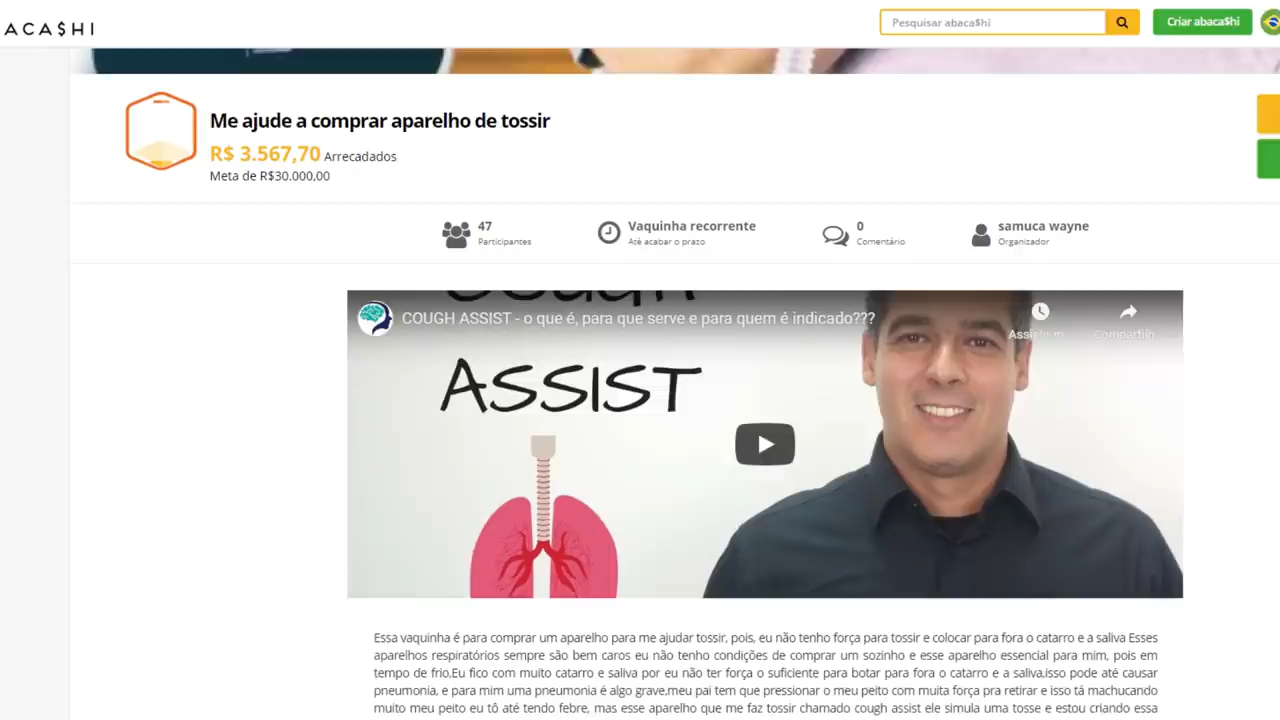 ACA$HI
Pesquisar abaca$hi
Criar abaca$hi
Me ajude a comprar aparelho de tossir
R$ 3.567,70 Arrecadados
Meta de R$30.000,00
47
Participantes
Vaquinha recorrente
Até acabar o prazo
0
Comentário
samuca wayne
Organizador
COUGH ASSIST - o que é, para que serve e para quem é indicado???
ASSIST
Essa vaquinha é para comprar um aparelho para me ajudar tossir, pois, eu não tenho força para tossir e colocar para fora o catarro e a saliva Esses
aparelhos respiratórios sempre são bem caros eu não tenho condições de comprar um sozinho e esse aparelho essencial para mim, pois em
tempo de frio,Eu fico com muito catarro e saliva por eu não ter força o suficiente para botar para fora o catarro e a saliva,isso pode até causar
pneumonia, e para mim uma pneumonia é algo grave,meu pai tem que pressionar o meu peito com muita força pra retirar e isso tá machucando
muito meu peito eu tô até tendo febre, mas esse aparelho que me faz tossir chamado cough assist ele simula uma tosse e estou criando essa